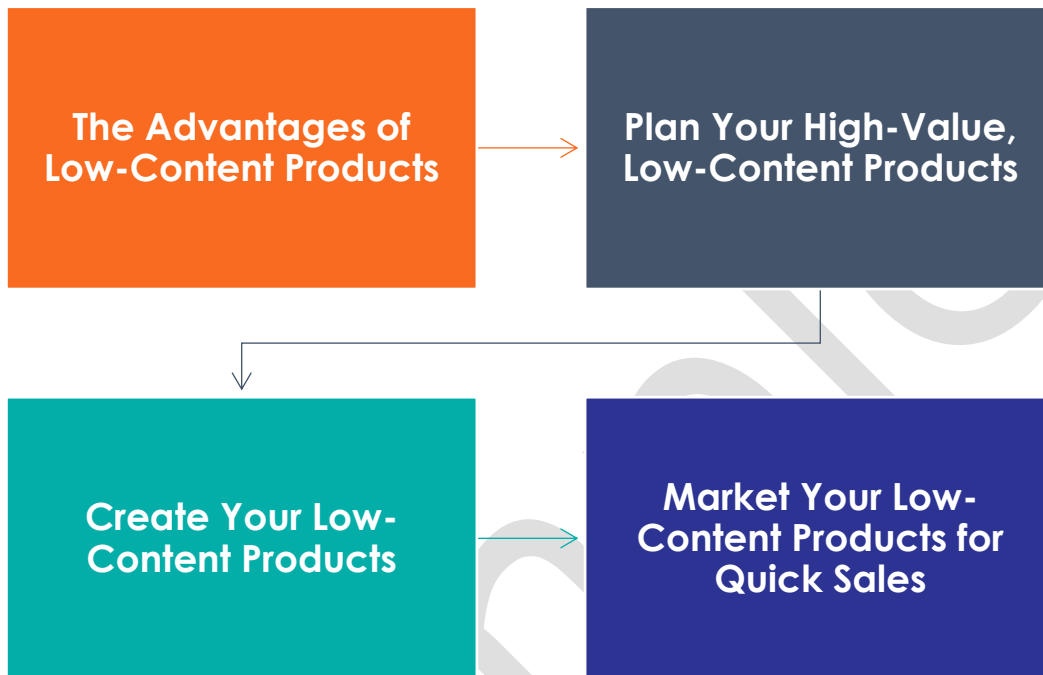 The Advantages of
Low-Content Products
Plan Your High-Value,
Low-Content Products
Create Your Low-
Content Products
Market Your Low-
Content Products for
Quick Sales